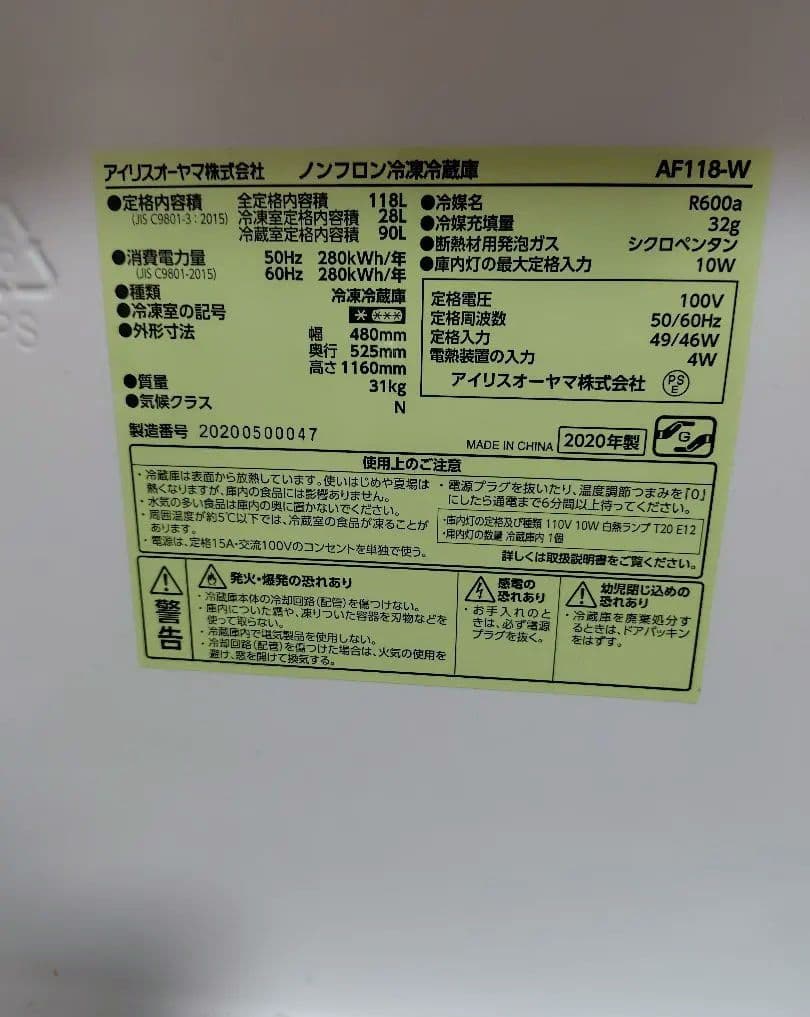 アイリスオーヤマ株式会社 ノンフロン冷凍冷蔵庫 AF118-W
●定格内容積 全定格内容積 118L
(JIS C9801-3:2015) 冷凍室定格内容積 28L
冷蔵室定格内容積 90L
●消費電力量 50Hz 280kWh/年
(JIS C9801-2015) 60Hz 280kWh/年
●種類 冷凍冷蔵庫
●冷凍室の記号
●外形寸法 幅 480mm
奥行 525mm
高さ 1160mm
●質量 31kg
●気候クラス N
●冷媒名 R600a
●冷媒充填量 32g
●断熱材用発泡ガス シクロペンタン
●庫内灯の最大定格入力 10W
定格電圧 100V
定格周波数 50/60Hz
定格入力 49/46W
電熱装置の入力 4W
アイリスオーヤマ株式会社 PSE
製造番号 20200500047
MADE IN CHINA 2020年製 G
使用上のご注意
・冷蔵庫は表面から放熱しています。使いはじめや夏場は
熱くなりますが、庫内の食品には影響ありません。
・水気の多い食品は庫内の奥に置かないでください。
・周囲温度が約5℃以下では、冷蔵室の食品が凍ることが
あります。
・電源は、定格15A・交流100Vのコンセントを単独で使う。
・電源プラグを抜いたり、温度調節つまみを「0」
にしたら通電まで6分間以上待ってください。
・庫内灯の定格及び種類 110V 10W 白熱ランプ T20 E12
・庫内灯の数量 冷蔵庫内 1個
詳しくは取扱説明書をご覧ください。
警告
発火・爆発の恐れあり
・冷蔵庫本体の冷却回路(配管)を傷つけない。
・庫内についた霜や、凍りついた容器を刃物などを
使って取らない。
・冷蔵庫内で電気製品を使用しない。
・冷却回路(配管)を傷つけた場合は、火気の使用を
避け、窓を開けて換気する。
感電の
恐れあり
・お手入れのと
きは、必ず電源
プラグを抜く。
幼児閉じ込めの
恐れあり
・冷蔵庫を廃棄処分す
るときは、ドアパッキン
をはずす。
PS